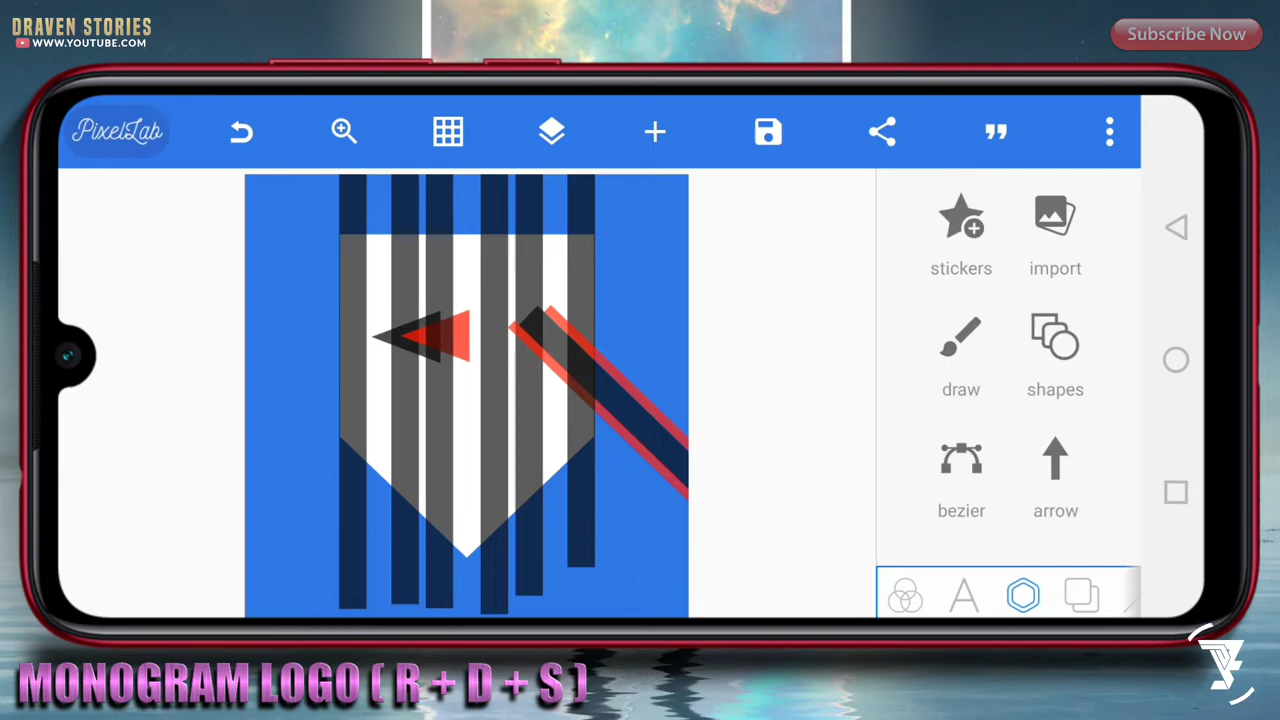 DRAVEN STORIES
WWW.YOUTUBE.COM
Subscribe Now
PixelLab
stickers
import
draw
shapes
bezier
arrow
MONOGRAM LOGO ( R + D + S )